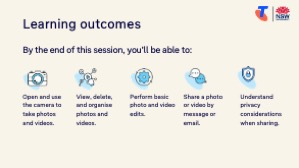 Learning outcomes
NSW
By the end of this session, you'll be able to:
Open and use
the camera to
take photos
and videos.
View, delete,
and organise
photos and
videos.
Perform basic
photo and video
edits.
Share a photo
or video by
message or
email.
Understand
privacy
considerations
when sharing.